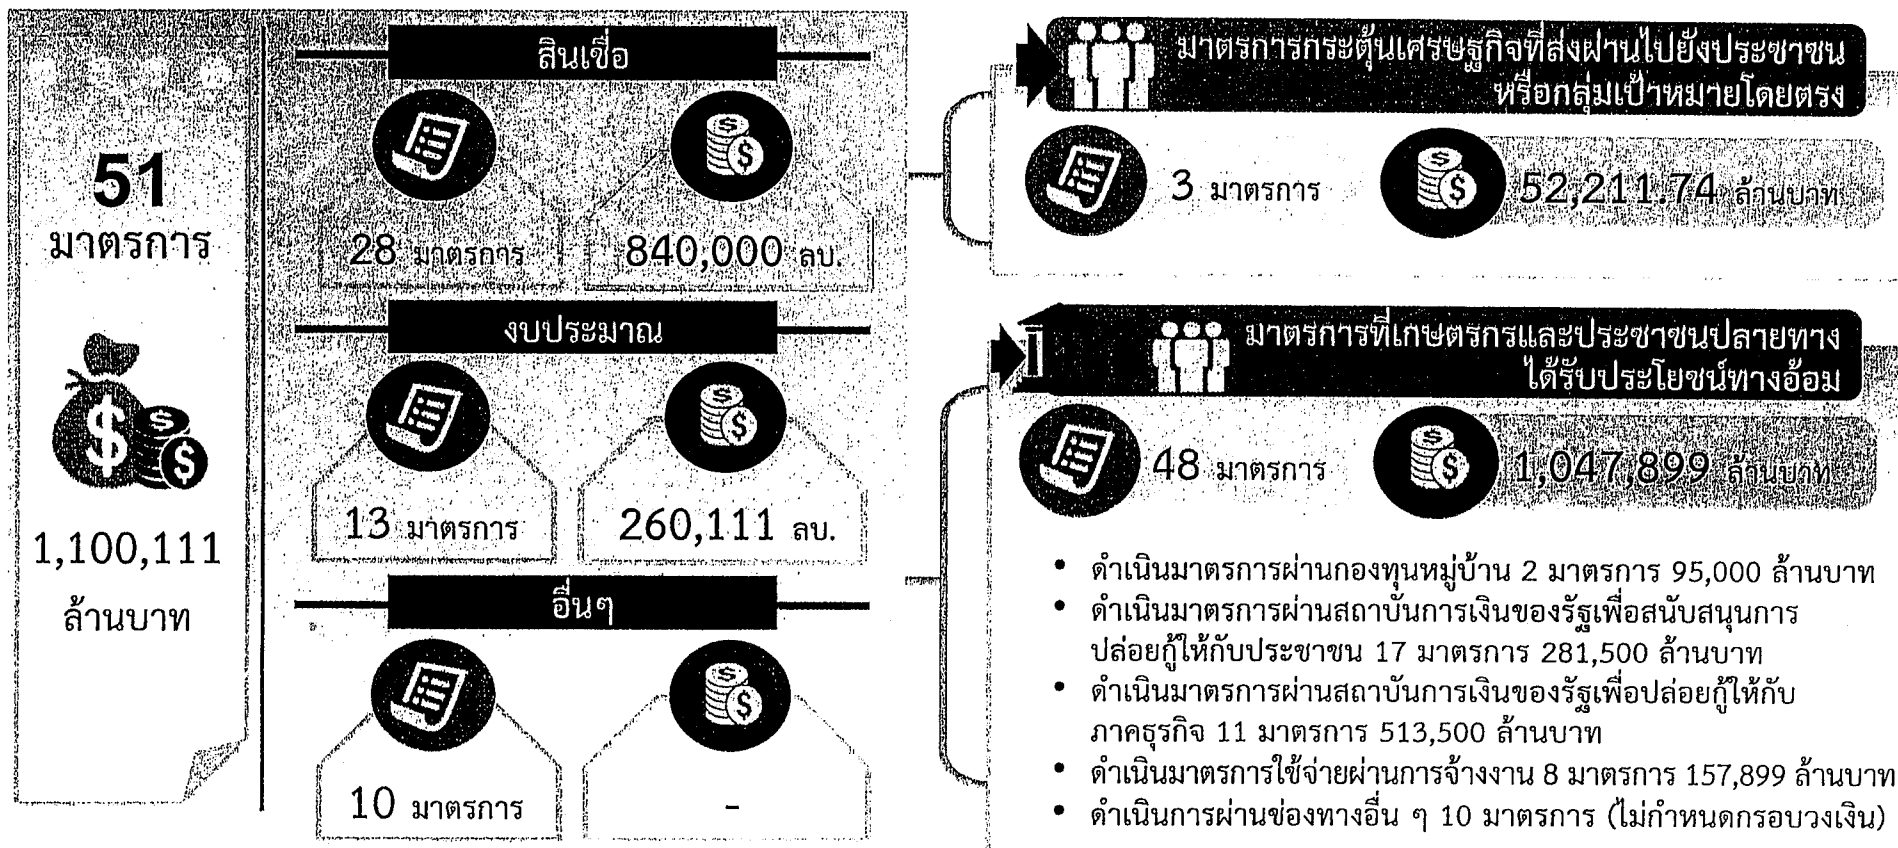 51
มาตรการ
1,100,111
ล้านบาท
สินเชื่อ
28 มาตรการ
840,000 ลบ.
งบประมาณ
13 มาตรการ
260,111 ลบ.
อื่นๆ
10 มาตรการ
-
มาตรการกระตุ้นเศรษฐกิจที่ส่งผ่านไปยังประชาชน
หรือกลุ่มเป้าหมายโดยตรง
3 มาตรการ
52,211.74 ล้านบาท
มาตรการที่เกษตรกรและประชาชนปลายทาง
ได้รับประโยชน์ทางอ้อม
48 มาตรการ
1,047,899 ล้านบาท
• ดำเนินมาตรการผ่านกองทุนหมู่บ้าน 2 มาตรการ 95,000 ล้านบาท
• ดำเนินมาตรการผ่านสถาบันการเงินของรัฐเพื่อสนับสนุนการ
ปล่อยกู้ให้กับประชาชน 17 มาตรการ 281,500 ล้านบาท
• ดำเนินมาตรการผ่านสถาบันการเงินของรัฐเพื่อปล่อยกู้ให้กับ
ภาคธุรกิจ 11 มาตรการ 513,500 ล้านบาท
• ดำเนินมาตรการใช้จ่ายผ่านการจ้างงาน 8 มาตรการ 157,899 ล้านบาท
• ดำเนินการผ่านช่องทางอื่น ๆ 10 มาตรการ (ไม่กำหนดกรอบวงเงิน)